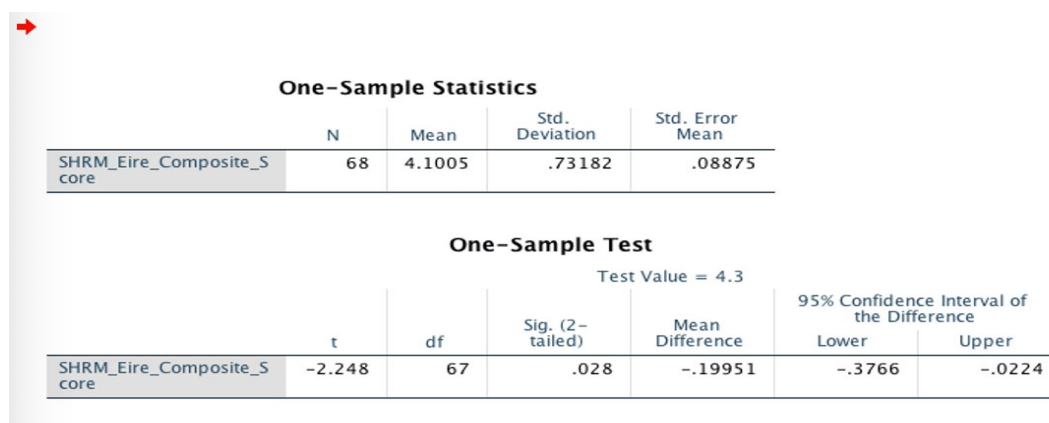 One-Sample Statistics
N Mean Std. Deviation Std. Error Mean
SHRM_Eire_Composite_S
core 68 4.1005 .73182 .08875
One-Sample Test
Test Value = 4.3
t df Sig. (2-
tailed) Mean
Difference 95% Confidence Interval of
the Difference
Lower Upper
SHRM_Eire_Composite_S
core -2.248 67 .028 -.19951 -.3766 -.0224